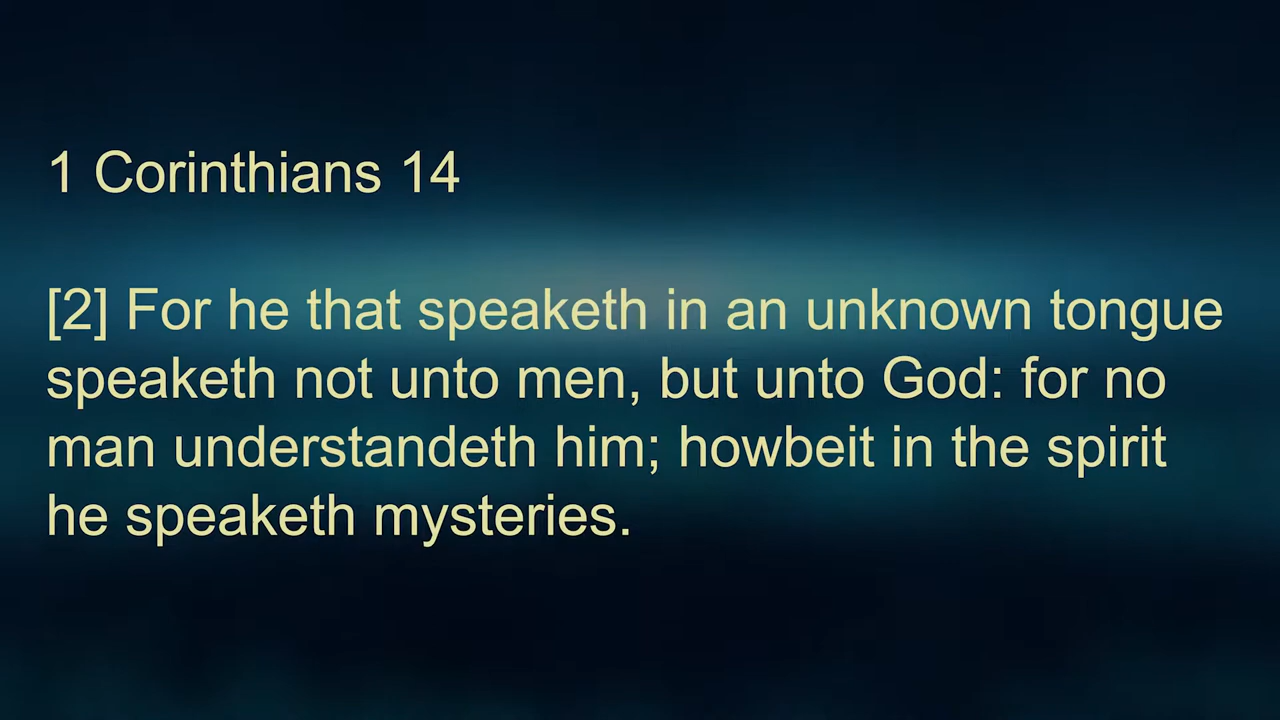 1 Corinthians 14
[2] For he that speaketh in an unknown tongue
speaketh not unto men, but unto God: for no
man understandeth him; howbeit in the spirit
he speaketh mysteries.